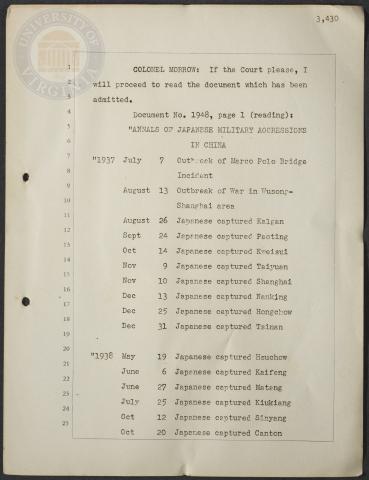 3,430
UNIVERSITY OF VIRGINIA
1 COLONEL MORROW: If the Court please, I
2 will proceed to read the document which has been
3 admitted.
4 Document No. 1948, page 1 (reading):
5 "ANNALS OF JAPANESE MILITARY AGGRESSIONS
6 IN CHINA
7 "1937 July 7 Outbreak of Marco Polo Bridge
8 Incident
9 August 13 Outbreak of War in Wusong-
10 Shanghai area
11 August 26 Japanese captured Kalgan
12 Sept 24 Japanese captured Paoting
13 Oct 14 Japanese captured Kweisui
14 Nov 9 Japanese captured Taiyuan
15 Nov 10 Japanese captured Shanghai
16 Dec 13 Japanese captured Nanking
17 Dec 25 Japanese captured Hongchow
18 Dec 31 Japanese captured Tsinan
19
20 "1938 May 19 Japanese captured Hsuchow
21 June 6 Japanese captured Kaifeng
22 June 27 Japanese captured Matang
23 July 25 Japanese captured Kiukiang
24 Oct 12 Japanese captured Sinyang
25 Oct 20 Japanese captured Canton